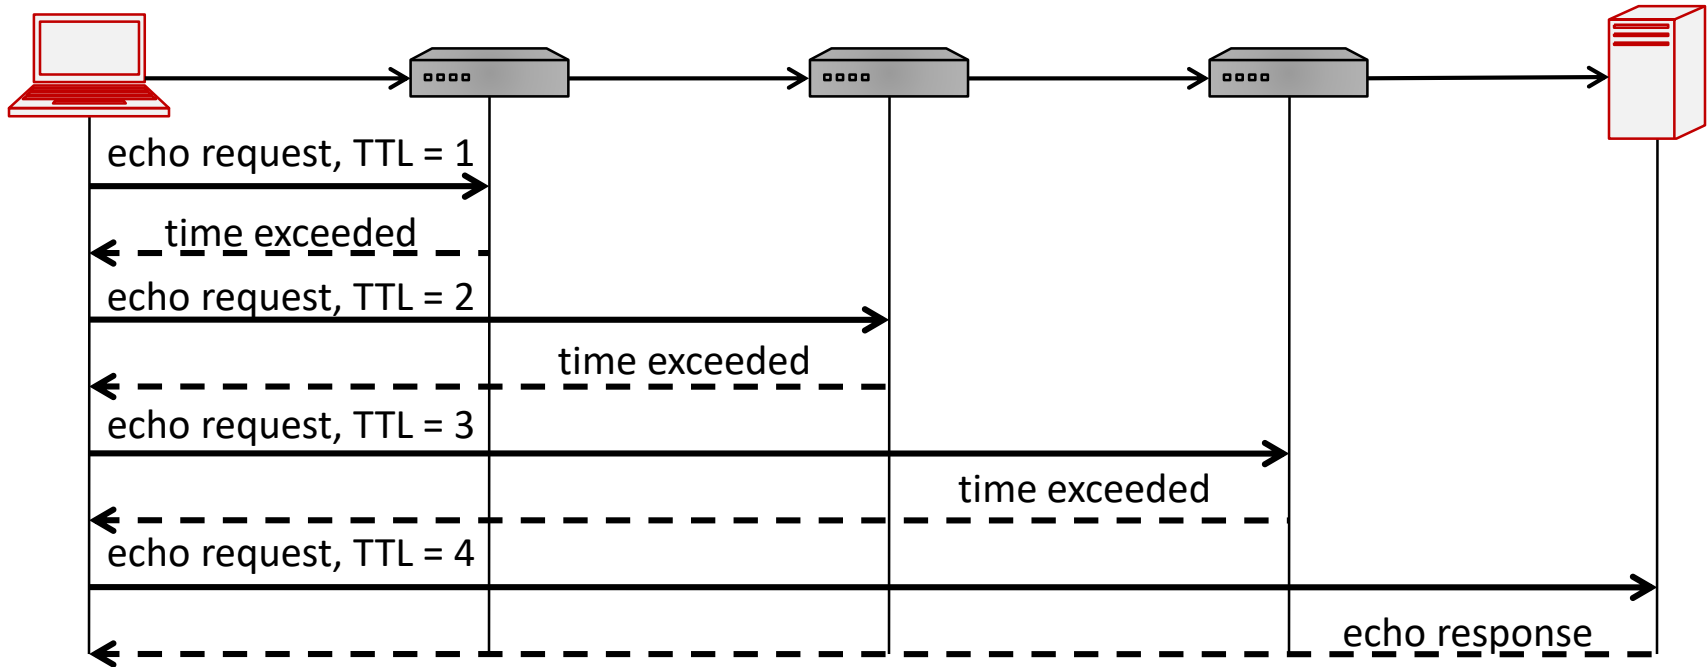 echo request, TTL = 1
time exceeded
echo request, TTL = 2
time exceeded
echo request, TTL = 3
time exceeded
echo request, TTL = 4
echo response